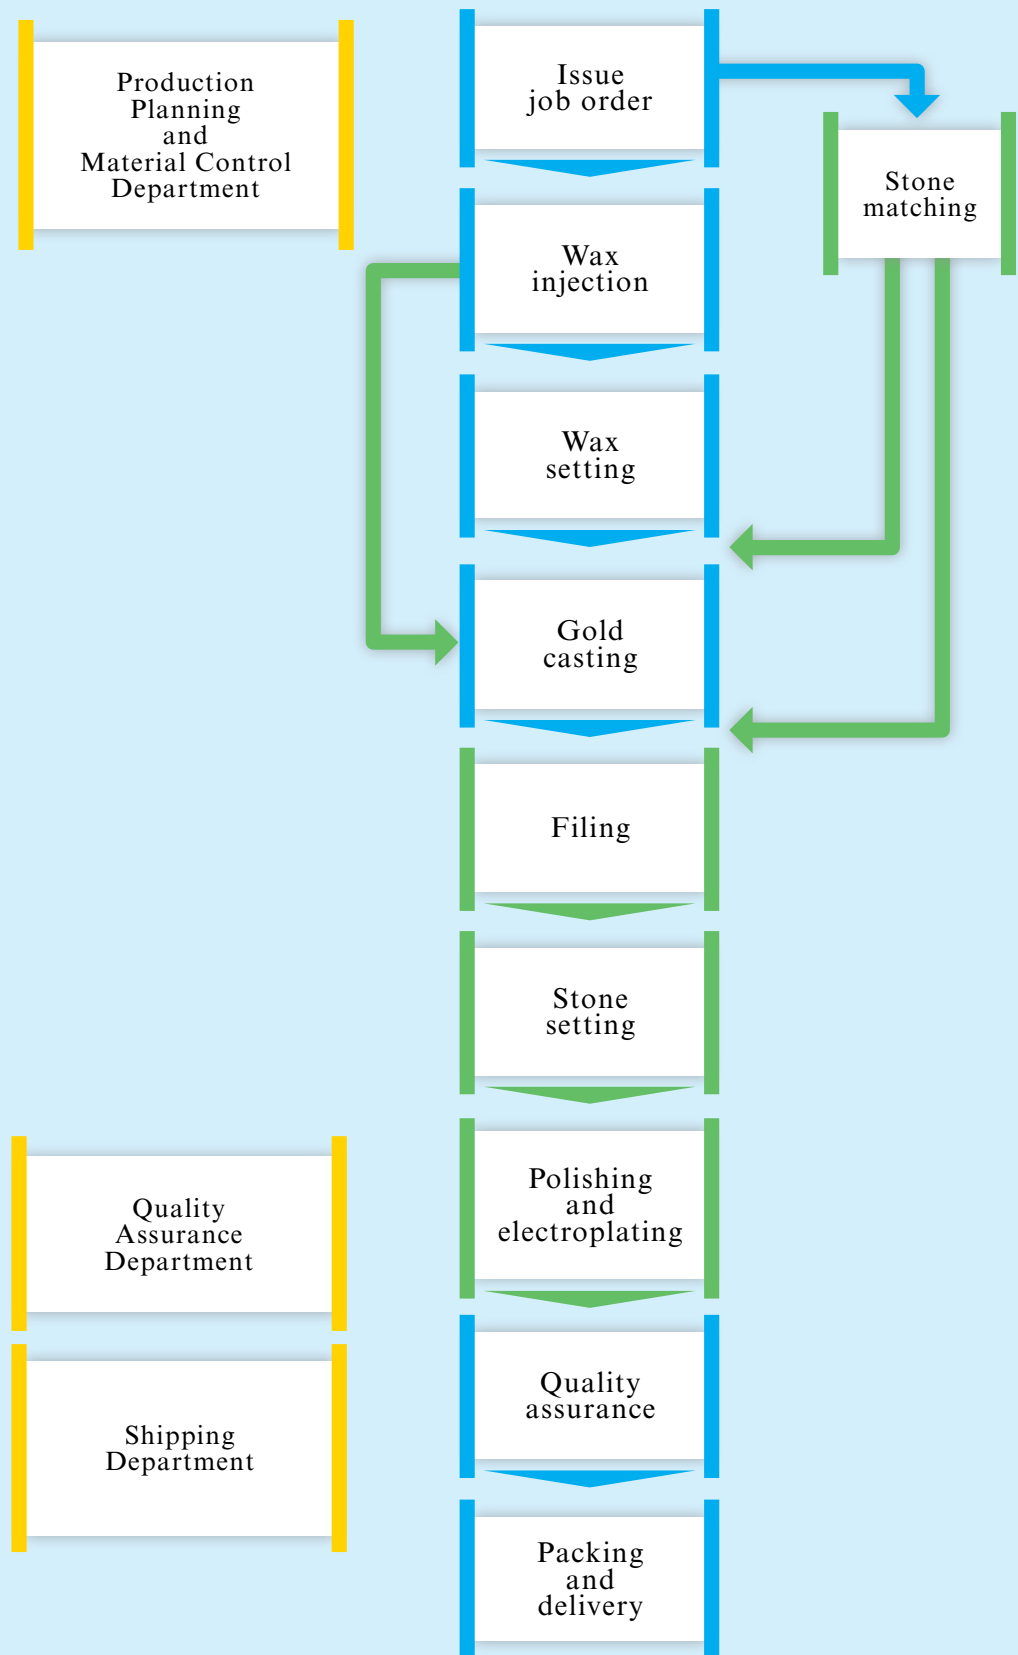 Production
Planning
and
Material Control
Department
Issue
job order
Stone
matching
Wax
injection
Wax
setting
Gold
casting
Filing
Stone
setting
Polishing
and
electroplating
Quality
Assurance
Department
Quality
assurance
Shipping
Department
Packing
and
delivery